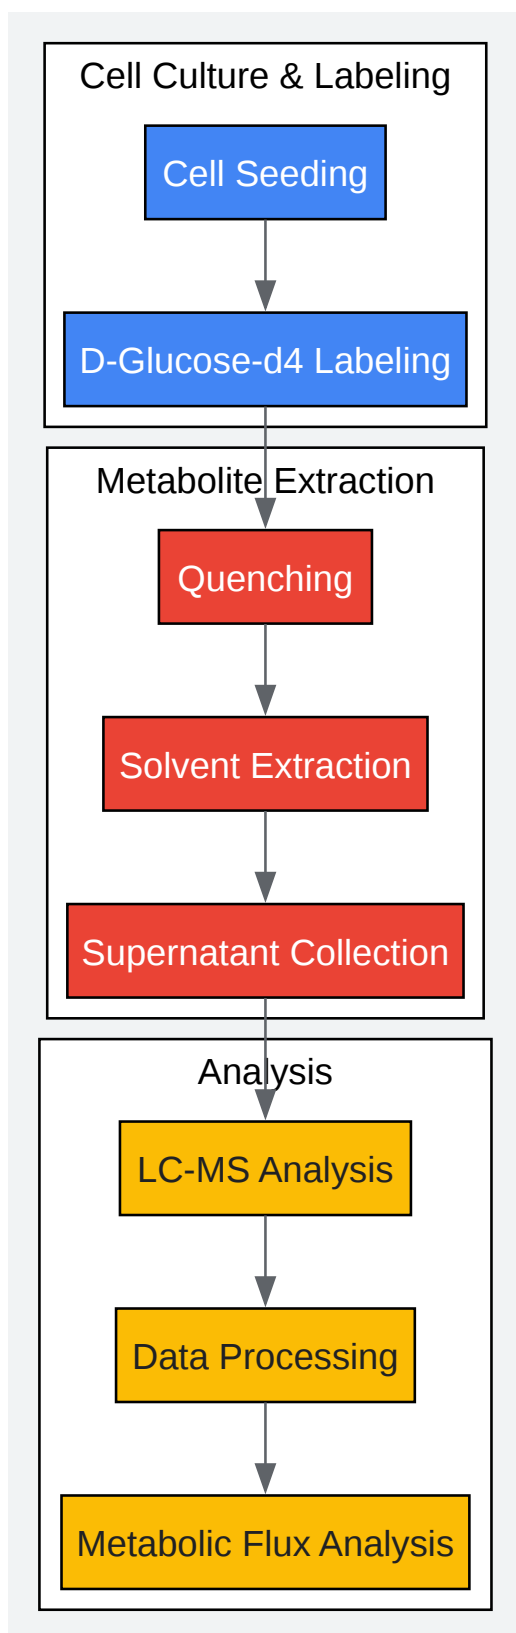 Cell Culture & Labeling
Cell Seeding
D-Glucose-d4 Labeling
Metabolite Extraction
Quenching
Solvent Extraction
Supernatant Collection
Analysis
LC-MS Analysis
Data Processing
Metabolic Flux Analysis